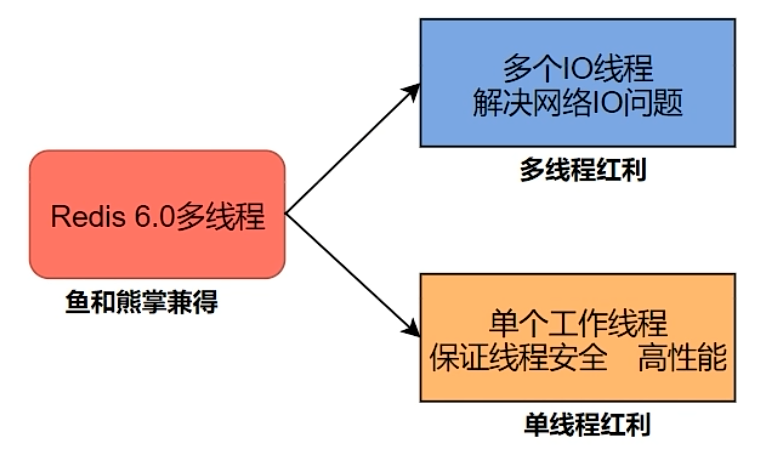 Redis 6.0多线程
鱼和熊掌兼得
多个IO线程
解决网络IO问题
多线程红利
单个工作线程
保证线程安全 高性能
单线程红利